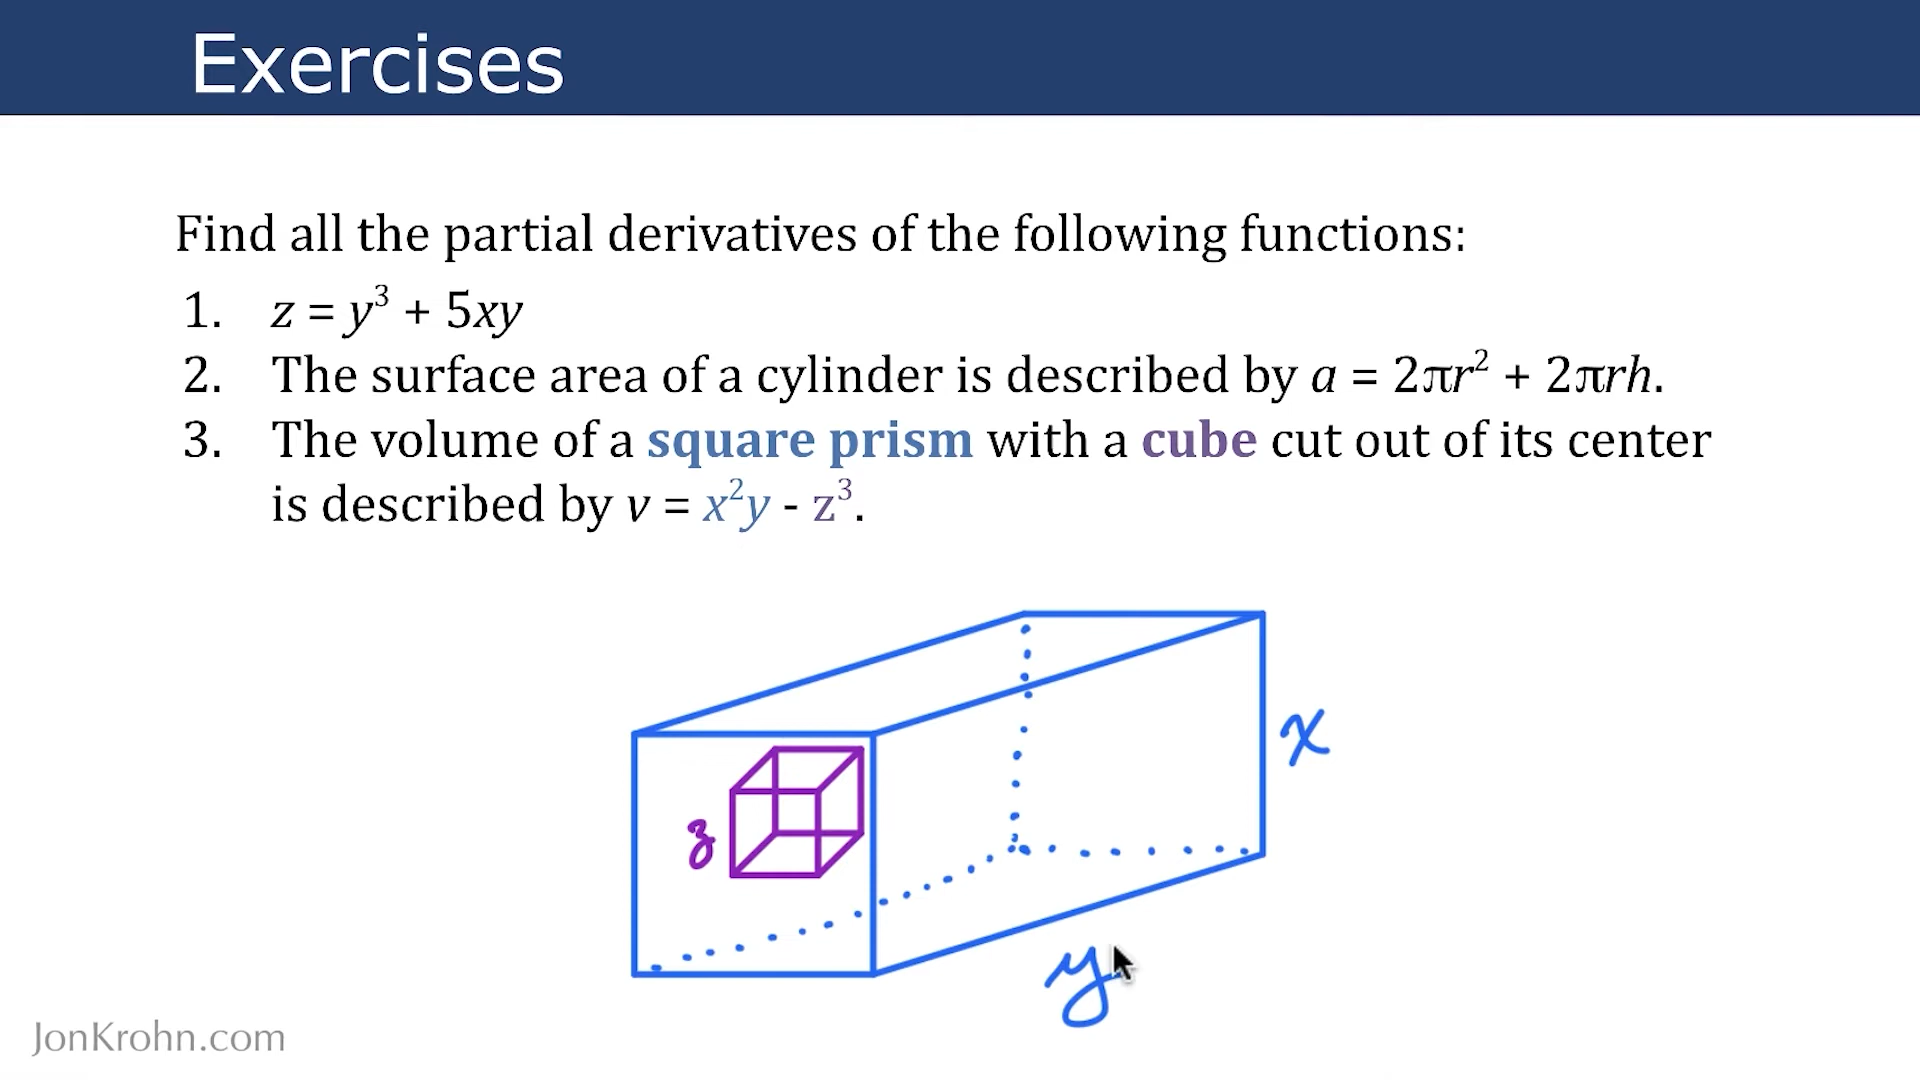 Exercises
Find all the partial derivatives of the following functions:
1. z = y³ + 5xy
2. The surface area of a cylinder is described by a = 2πr² + 2πrh.
3. The volume of a square prism with a cube cut out of its center
is described by v = x²y - z³.
x
z
y
JonKrohn.com